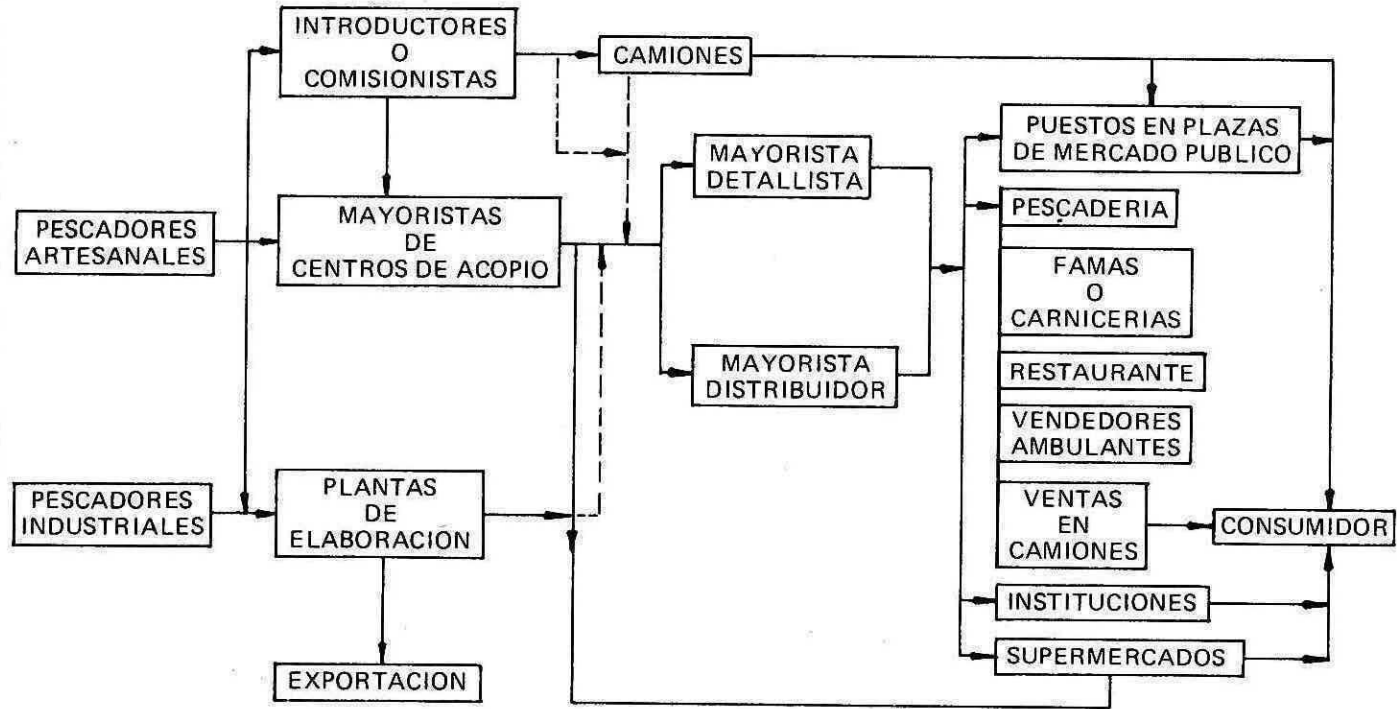 INTRODUCTORES
O
COMISIONISTAS
CAMIONES
PUESTOS EN PLAZAS
DE MERCADO PUBLICO
MAYORISTA
DETALLISTA
PESCADERIA
PESCADORES
ARTESANALES
MAYORISTAS
DE
CENTROS DE ACOPIO
FAMAS
O
CARNICERIAS
MAYORISTA
DISTRIBUIDOR
RESTAURANTE
VENDEDORES
AMBULANTES
PESCADORES
INDUSTRIALES
PLANTAS
DE
ELABORACION
VENTAS
EN
CAMIONES
CONSUMIDOR
INSTITUCIONES
SUPERMERCADOS
EXPORTACION